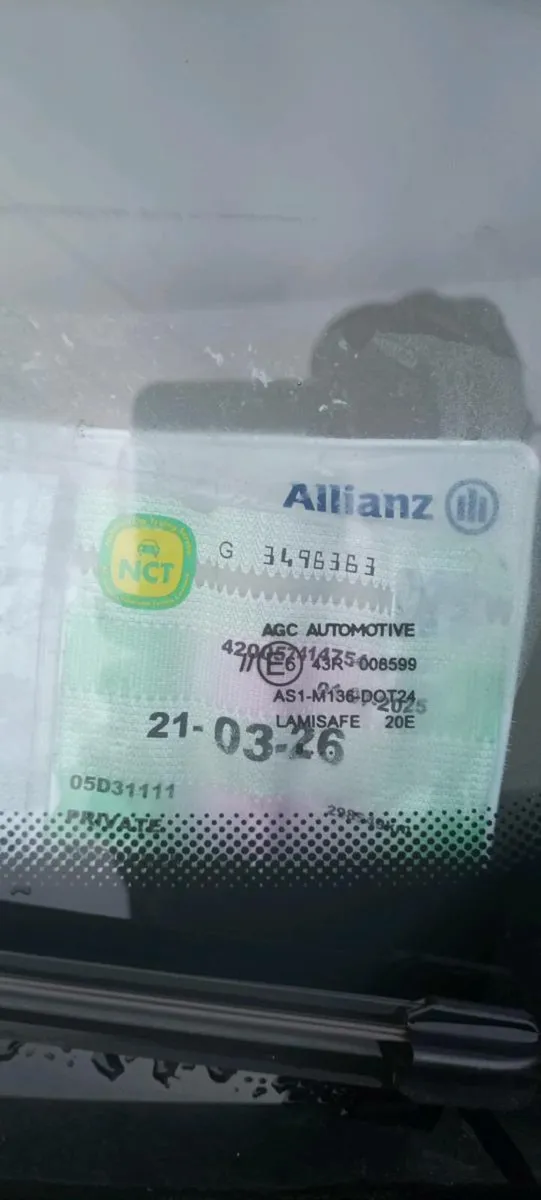 Allianz
NCT
G 3496363
AGC AUTOMOTIVE
E6 43R - 008599
AS1-M136-DOT24
2025
LAMISAFE 20E
21-03-26
05D31111
PRIVATE